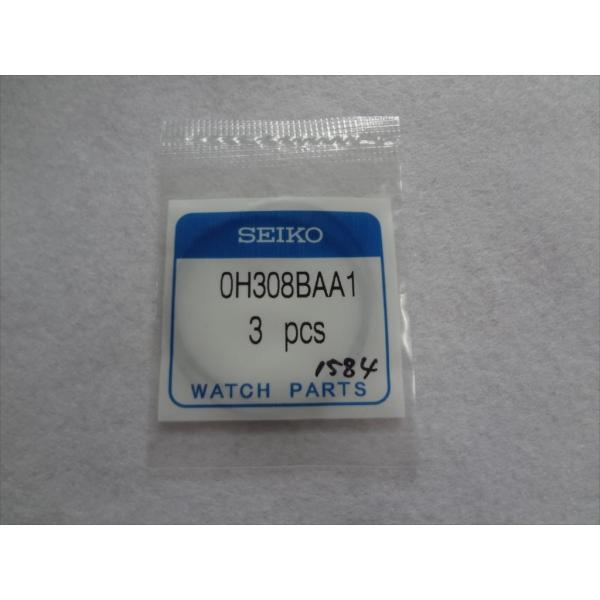 SEIKO
0H308BAA1
3 pcs
1584
WATCH PARTS